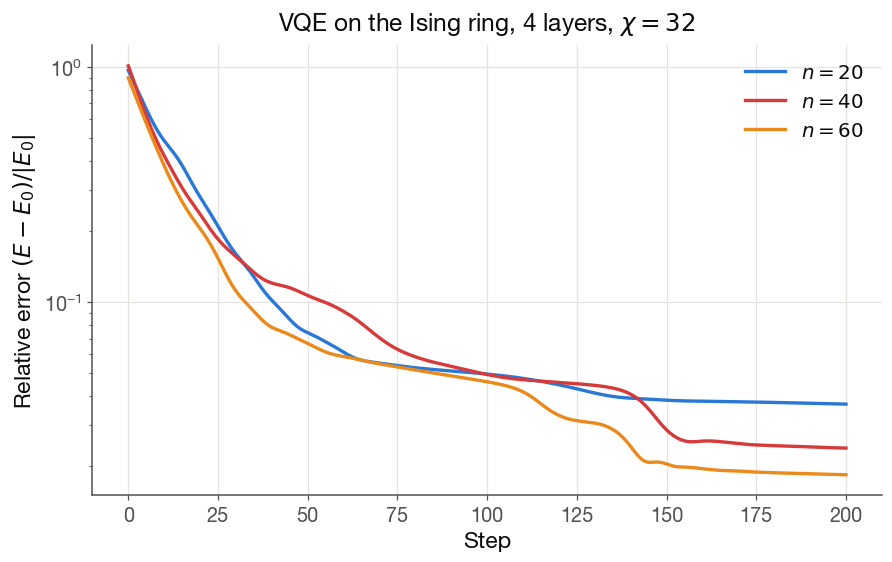 VQE on the Ising ring, 4 layers, χ = 32
Relative error (E − E₀)/|E₀|
10⁰
10⁻¹
n = 20
n = 40
n = 60
0 25 50 75 100 125 150 175 200
Step